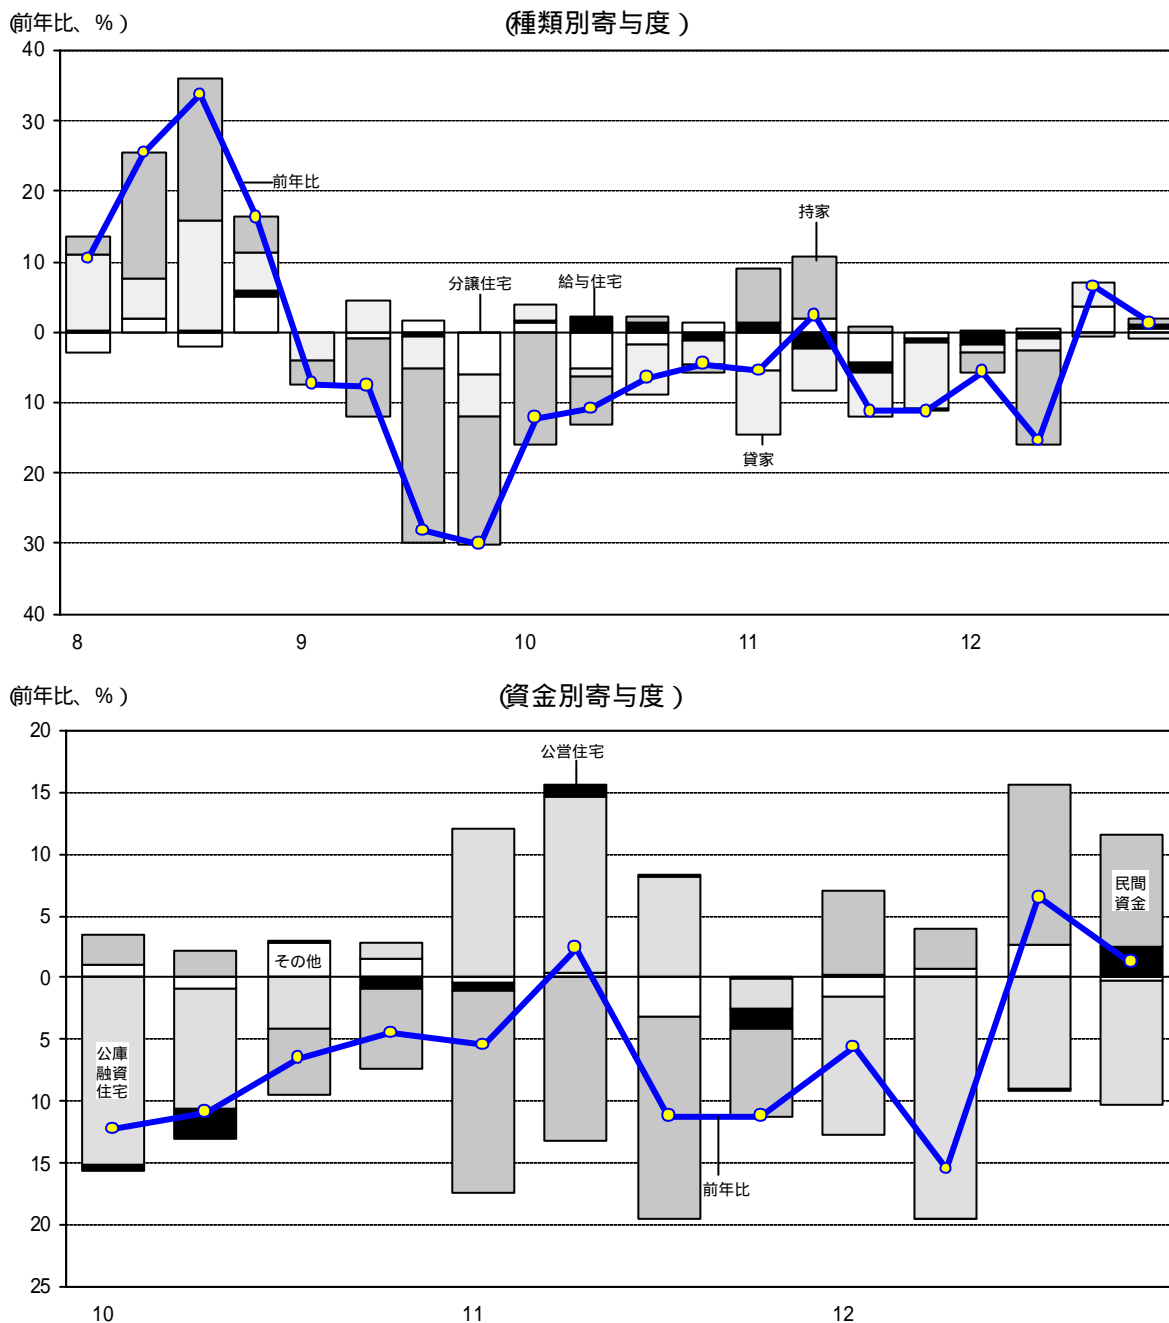 (前年比、%)
(種類別寄与度)
40
30
20
10
0
10
20
30
40
前年比
分譲住宅
給与住宅
持家
貸家
8
9
10
11
12
(前年比、%)
(資金別寄与度)
20
15
10
5
0
5
10
15
20
25
公営住宅
その他
公庫
融資
住宅
民間
資金
前年比
10
11
12